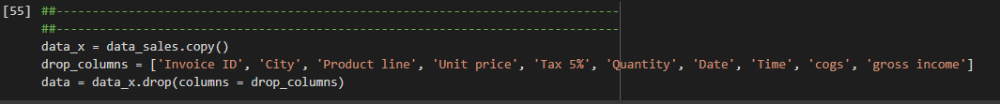 [55] ##------------------------------------------------------------------------------
##------------------------------------------------------------------------------
data_x = data_sales.copy()
drop_columns = ['Invoice ID', 'City', 'Product line', 'Unit price', 'Tax 5%', 'Quantity', 'Date', 'Time', 'cogs', 'gross income']
data = data_x.drop(columns = drop_columns)